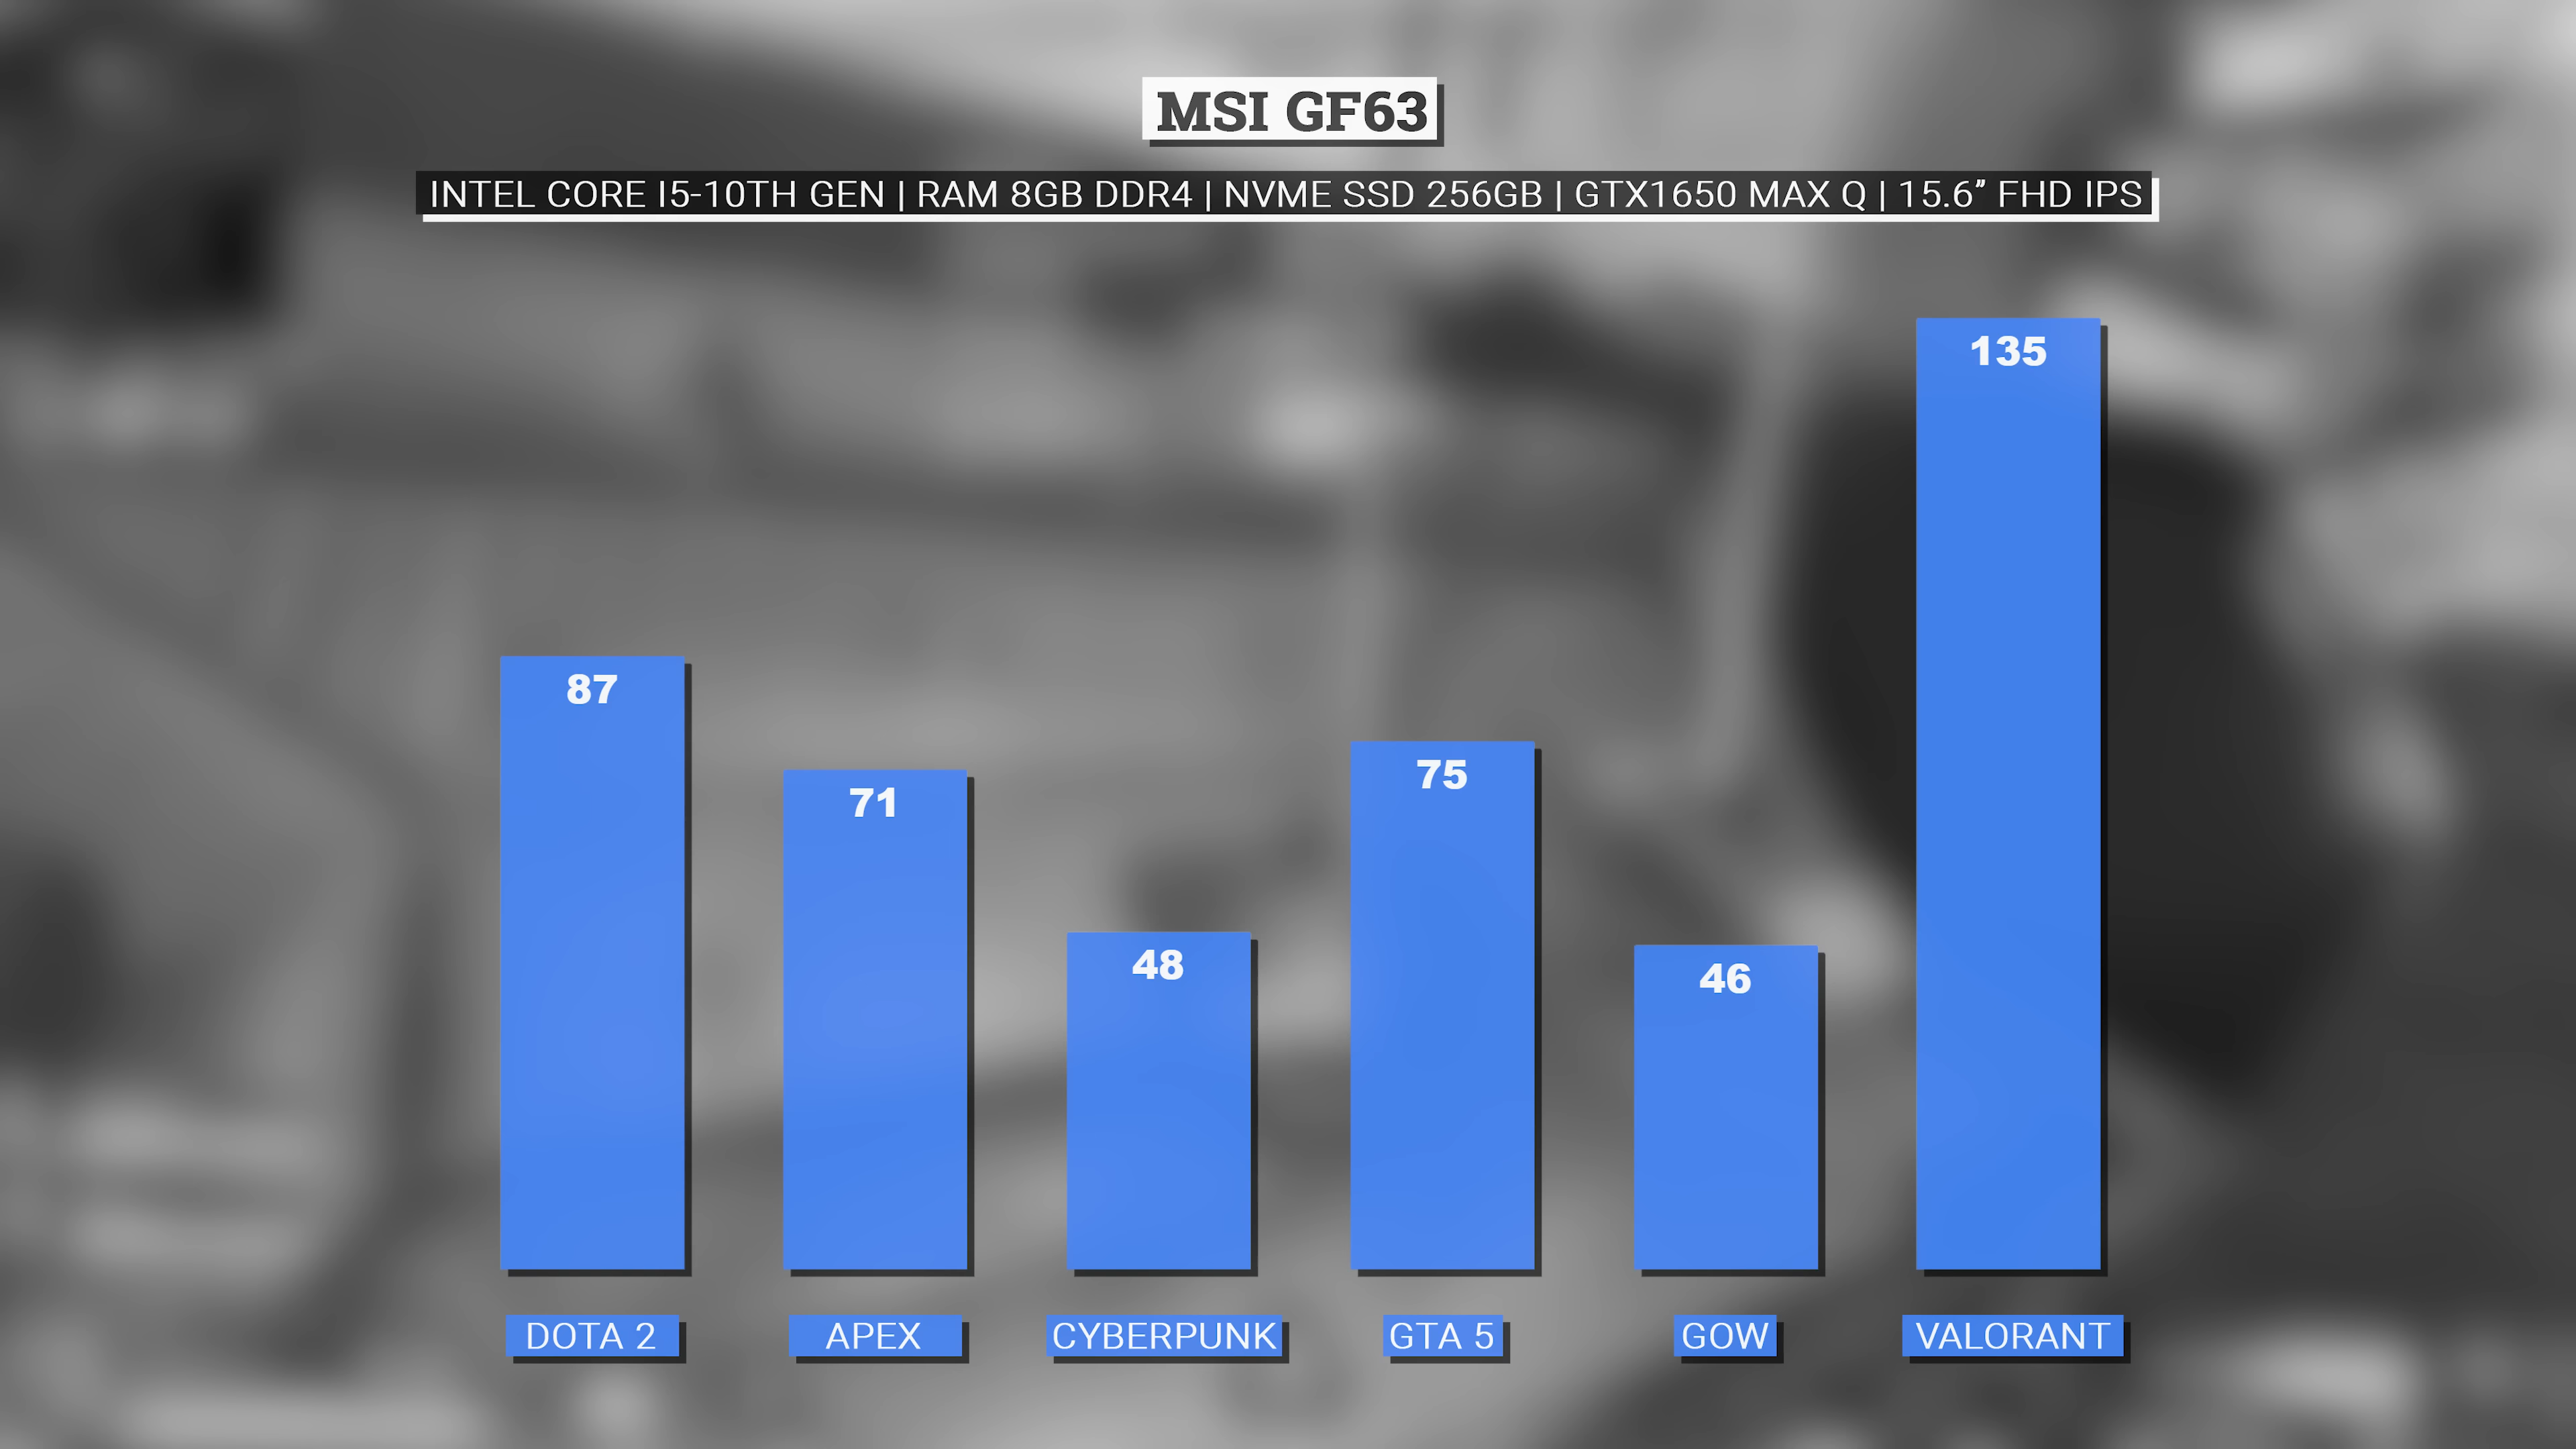 MSI GF63
INTEL CORE I5-10TH GEN | RAM 8GB DDR4 | NVME SSD 256GB | GTX1650 MAX Q | 15.6” FHD IPS
135
87
75
71
48
46
DOTA 2 APEX CYBERPUNK GTA 5 GOW VALORANT